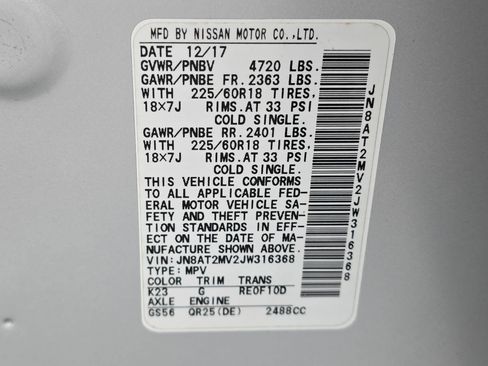 MFD BY NISSAN MOTOR CO.,LTD.
DATE 12/17
GVWR/PNBV 4720 LBS.
GAWR/PNBE FR. 2363 LBS.
WITH 225/60R18 TIRES,
18×7J RIMS.AT 33 PSI
COLD SINGLE.
GAWR/PNBE RR. 2401 LBS.
WITH 225/60R18 TIRES,
18×7J RIMS.AT 33 PSI
COLD SINGLE.
THIS VEHICLE CONFORMS
TO ALL APPLICABLE FED-
ERAL MOTOR VEHICLE SA-
FETY AND THEFT PREVEN-
TION STANDARDS IN EFF-
ECT ON THE DATE OF MA-
NUFACTURE SHOWN ABOVE.
VIN: JN8AT2MV2JW316368
TYPE: MPV
COLOR TRIM TRANS
K23 G RE0F10D
AXLE ENGINE
GS56 QR25(DE) 2488CC
JN8AT2MV2JW316368